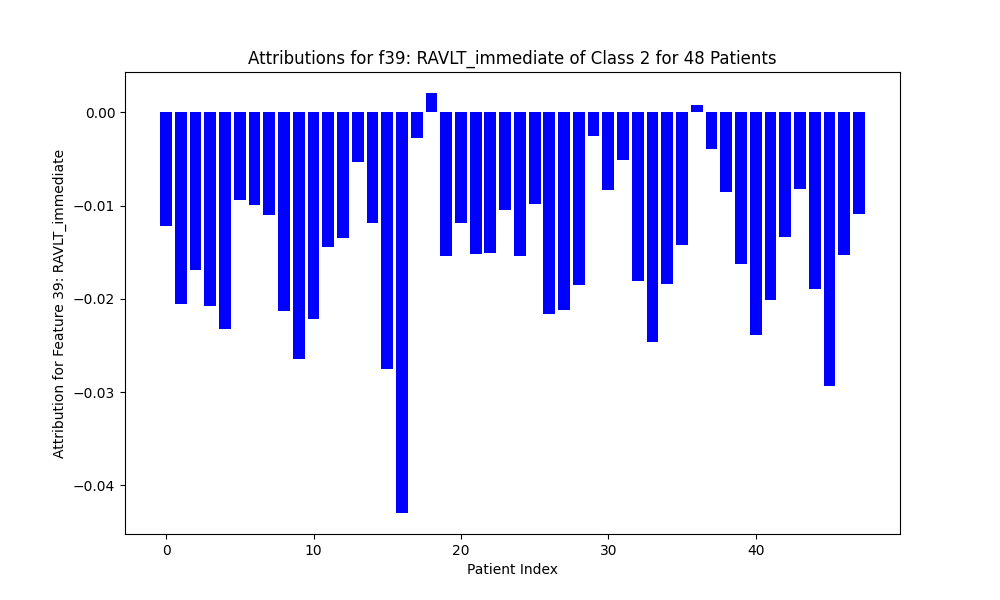 Attributions for f39: RAVLT_immediate of Class 2 for 48 Patients
Attribution for Feature 39: RAVLT_immediate
0.00
−0.01
−0.02
−0.03
−0.04
0 10 20 30 40
Patient Index